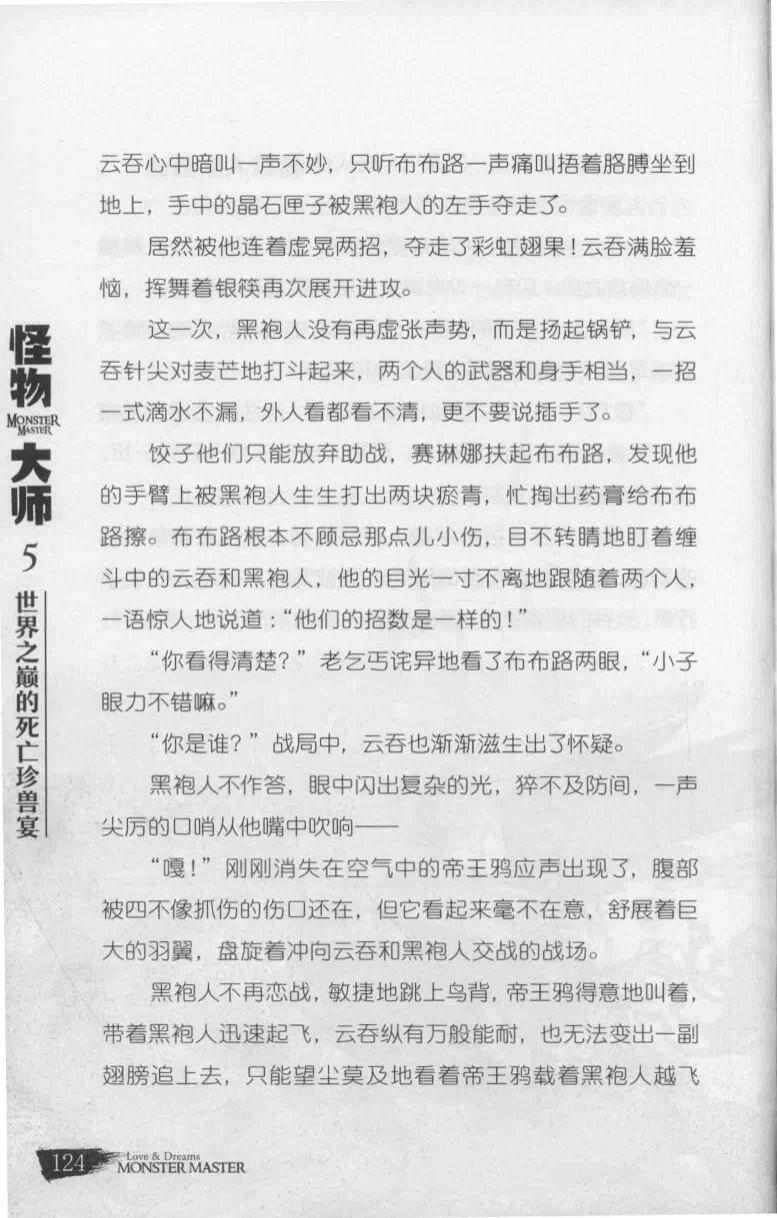 云吞心中暗叫一声不妙，只听布布路一声痛叫捂着胳膊坐到
地上，手中的晶石匣子被黑袍人的左手夺走了。
居然被他连着虚晃两招，夺走了彩虹翅果！云吞满脸羞
恼，挥舞着银筷再次展开进攻。
这一次，黑袍人没有再虚张声势，而是扬起锅铲，与云
吞针尖对麦芒地打斗起来，两个人的武器和身手相当，一招
一式滴水不漏，外人看都看不清，更不要说插手了。
饺子他们只能放弃助战，赛琳娜扶起布布路，发现他
的手臂上被黑袍人生生打出两块瘀青，忙掏出药膏给布布
路擦。布布路根本不顾忌那点儿小伤，目不转睛地盯着缠
斗中的云吞和黑袍人，他的目光一寸不离地跟随着两个人，
一语惊人地说道：“他们的招数是一样的！”
“你看得清楚？” 老乞丐诧异地看了布布路两眼，“小子
眼力不错嘛。”
“你是谁？” 战局中，云吞也渐渐滋生出了怀疑。
黑袍人不作答，眼中闪出复杂的光，猝不及防间，一声
尖厉的口哨从他嘴中吹响——
“嘎！” 刚刚消失在空气中的帝王鸦应声出现了，腹部
被四不像抓伤的伤口还在，但它看起来毫不在意，舒展着巨
大的羽翼，盘旋着冲向云吞和黑袍人交战的战场。
黑袍人不再恋战，敏捷地跳上鸟背，帝王鸦得意地叫着，
带着黑袍人迅速起飞，云吞纵有万般能耐，也无法变出一副
翅膀追上去，只能望尘莫及地看着帝王鸦载着黑袍人越飞
怪物
MONSTER
MASTER
大师
5
世界之巅的死亡珍兽宴
124
Love & Dreams
MONSTER MASTER